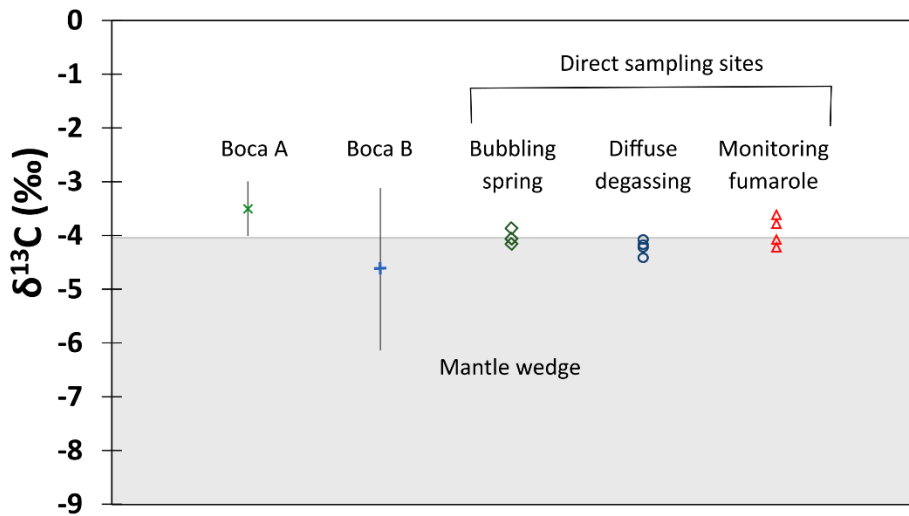 0
-1
-2
-3
-4
-5
-6
-7
-8
-9
δ¹³C (‰)
Direct sampling sites
Boca A
Boca B
Bubbling
spring
Diffuse
degassing
Monitoring
fumarole
Mantle wedge